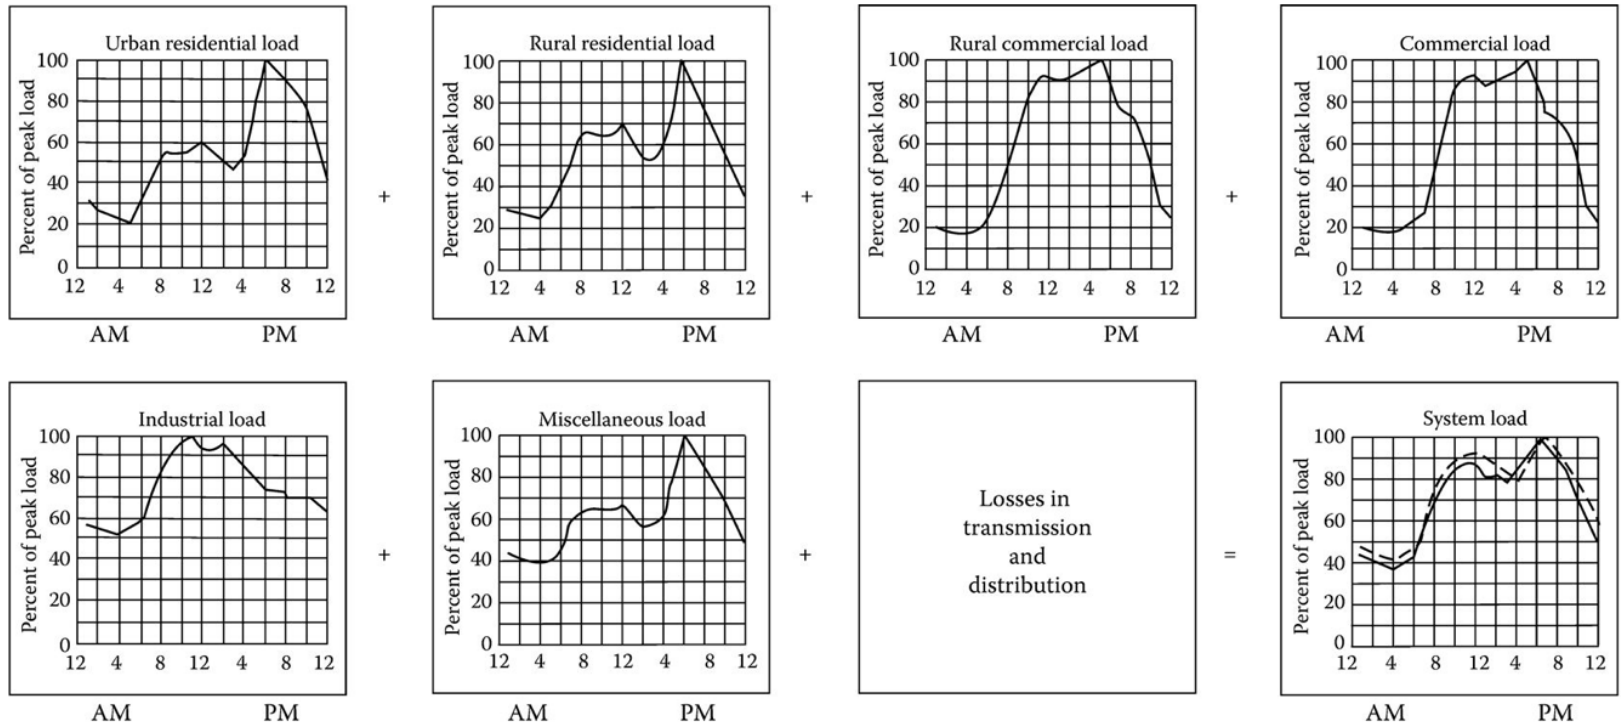 Urban residential load
Percent of peak load
100
80
60
40
20
0
12 4 8 12 4 8 12
AM PM
+
Rural residential load
Percent of peak load
100
80
60
40
20
0
12 4 8 12 4 8 12
AM PM
+
Rural commercial load
Percent of peak load
100
80
60
40
20
0
12 4 8 12 4 8 12
AM PM
+
Commercial load
Percent of peak load
100
80
60
40
20
0
12 4 8 12 4 8 12
AM PM
Industrial load
Percent of peak load
100
80
60
40
20
0
12 4 8 12 4 8 12
AM PM
+
Miscellaneous load
Percent of peak load
100
80
60
40
20
0
12 4 8 12 4 8 12
AM PM
+
Losses in
transmission
and
distribution
=
System load
Percent of peak load
100
80
60
40
20
0
12 4 8 12 4 8 12
AM PM